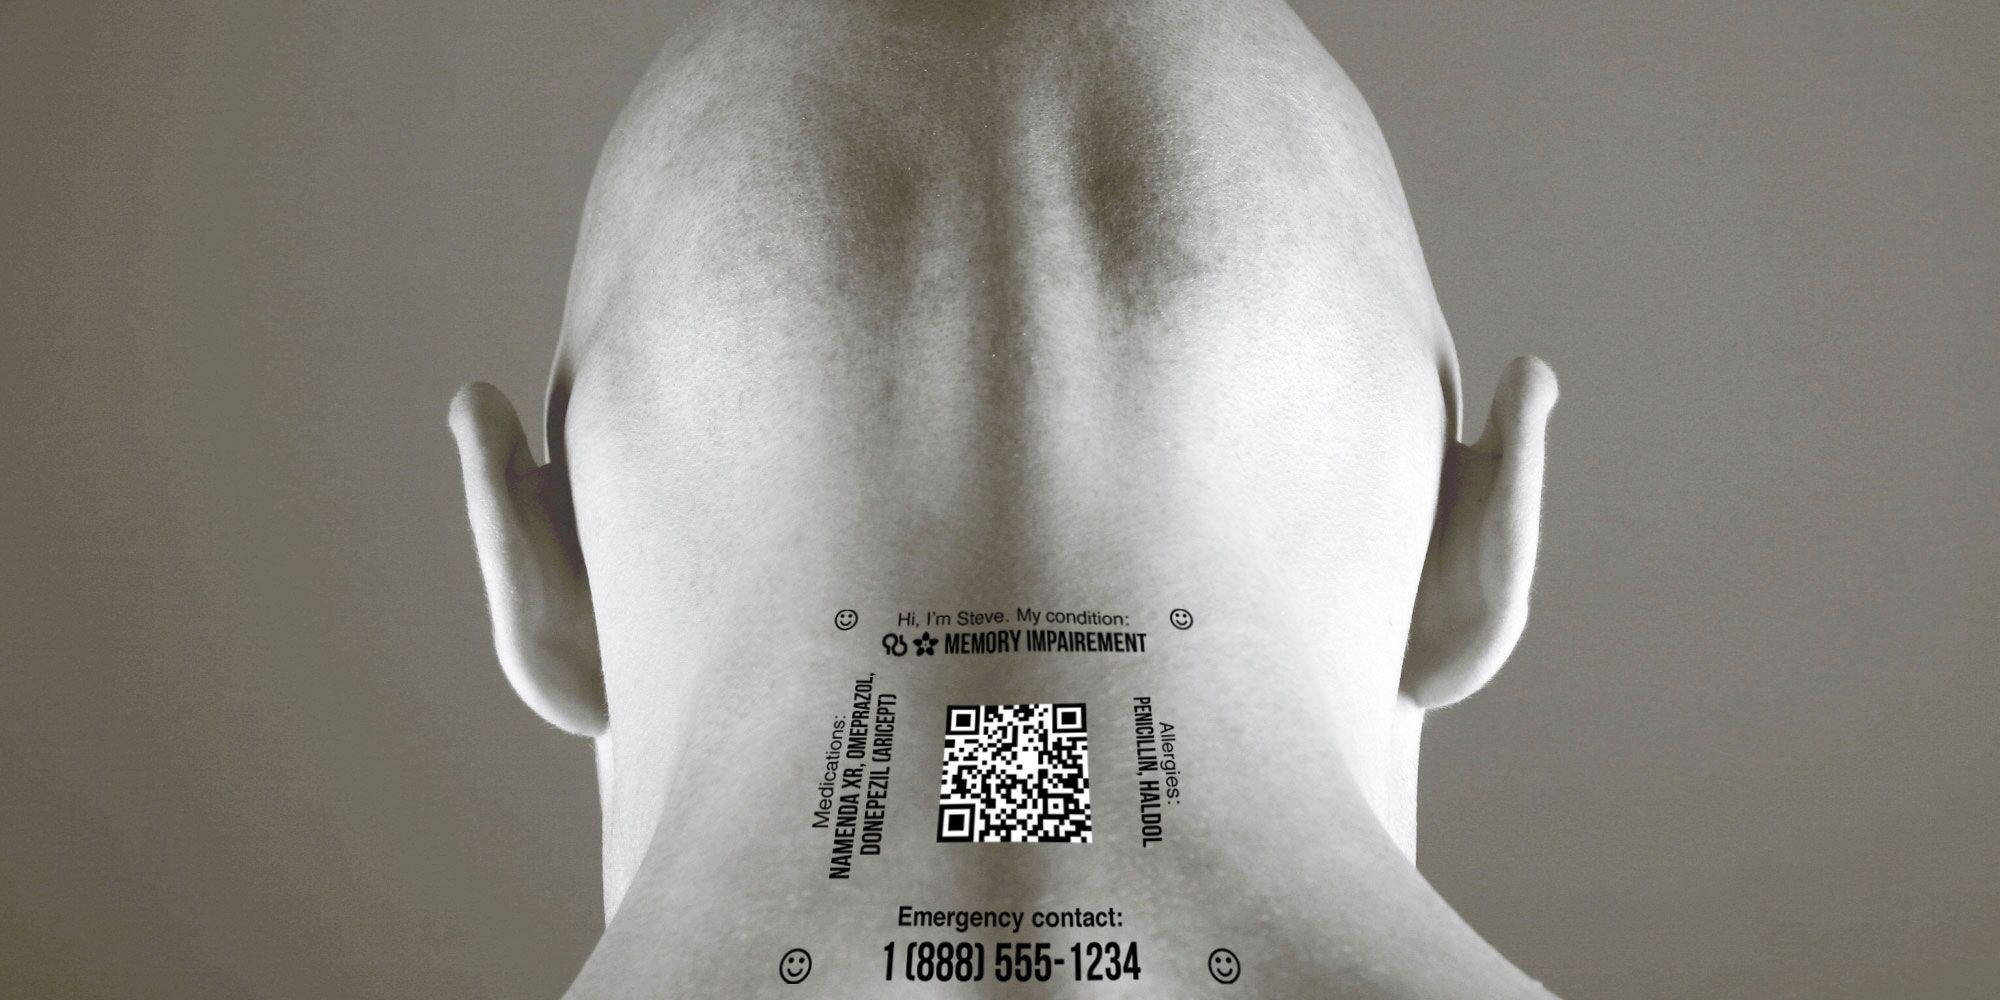 Hi, I'm Steve. My condition:
MEMORY IMPAIREMENT
Medications:
NAMENDA XR, OMEPRAZOL,
DONEPEZIL (ARICEPT)
Allergies:
PENICILLIN, HALDOL
Emergency contact:
1 (888) 555-1234